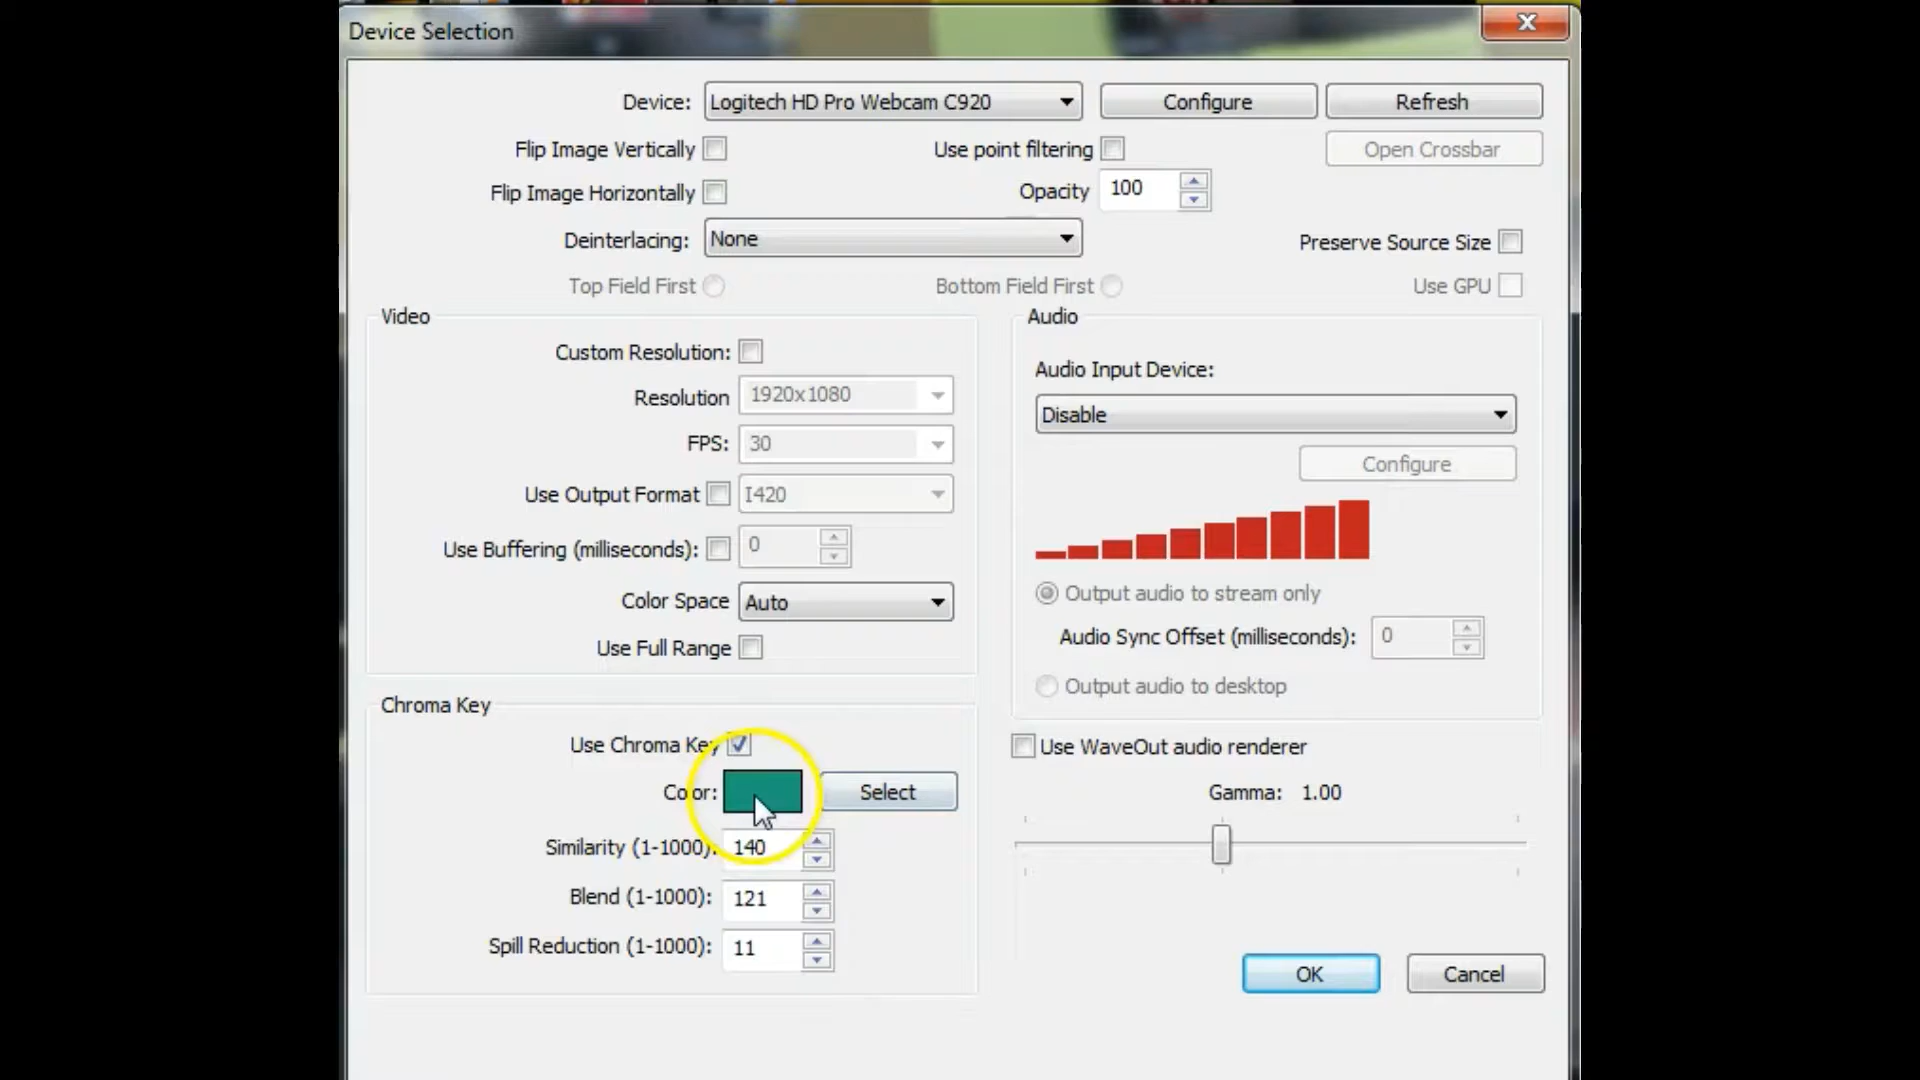 Device Selection
Device: Logitech HD Pro Webcam C920 Configure Refresh
Flip Image Vertically Use point filtering Open Crossbar
Flip Image Horizontally Opacity 100
Deinterlacing: None Preserve Source Size
Top Field First Bottom Field First Use GPU
Video
Custom Resolution:
Resolution 1920x1080
FPS: 30
Use Output Format I420
Use Buffering (milliseconds): 0
Color Space Auto
Use Full Range
Audio
Audio Input Device:
Disable
Configure
Output audio to stream only
Audio Sync Offset (milliseconds): 0
Output audio to desktop
Chroma Key
Use Chroma Key
Color: Select
Similarity (1-1000): 140
Blend (1-1000): 121
Spill Reduction (1-1000): 11
Use WaveOut audio renderer
Gamma: 1.00
OK Cancel